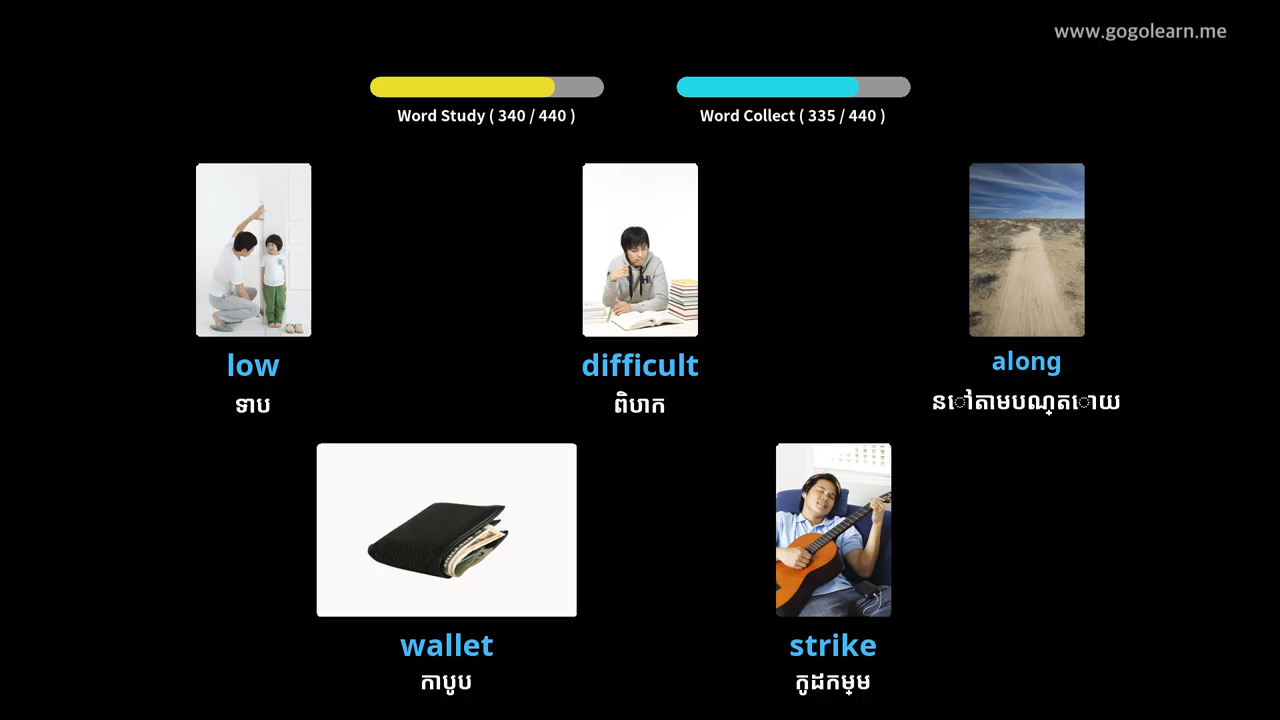 www.gogolearn.me
Word Study ( 340 / 440 )
Word Collect ( 335 / 440 )
low
difficult
along
ទាប
ពិបាក
នៅតាមបណ្តោយ
wallet
strike
កាបូប
កូដកម្ម